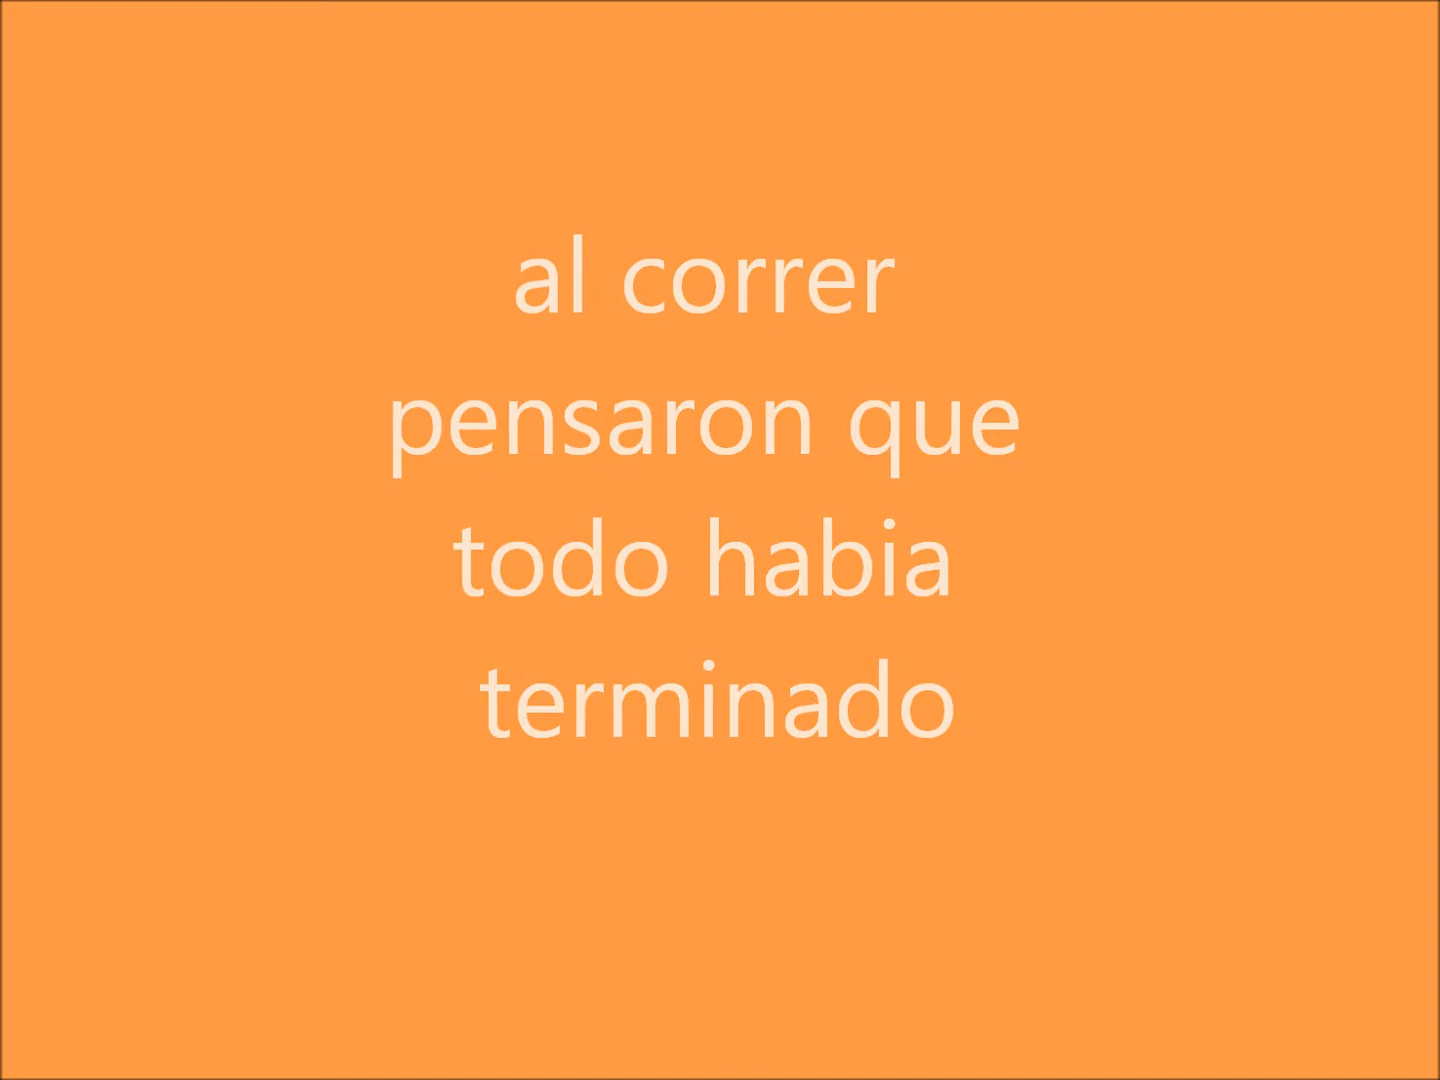 al correr
pensaron que
todo habia
terminado